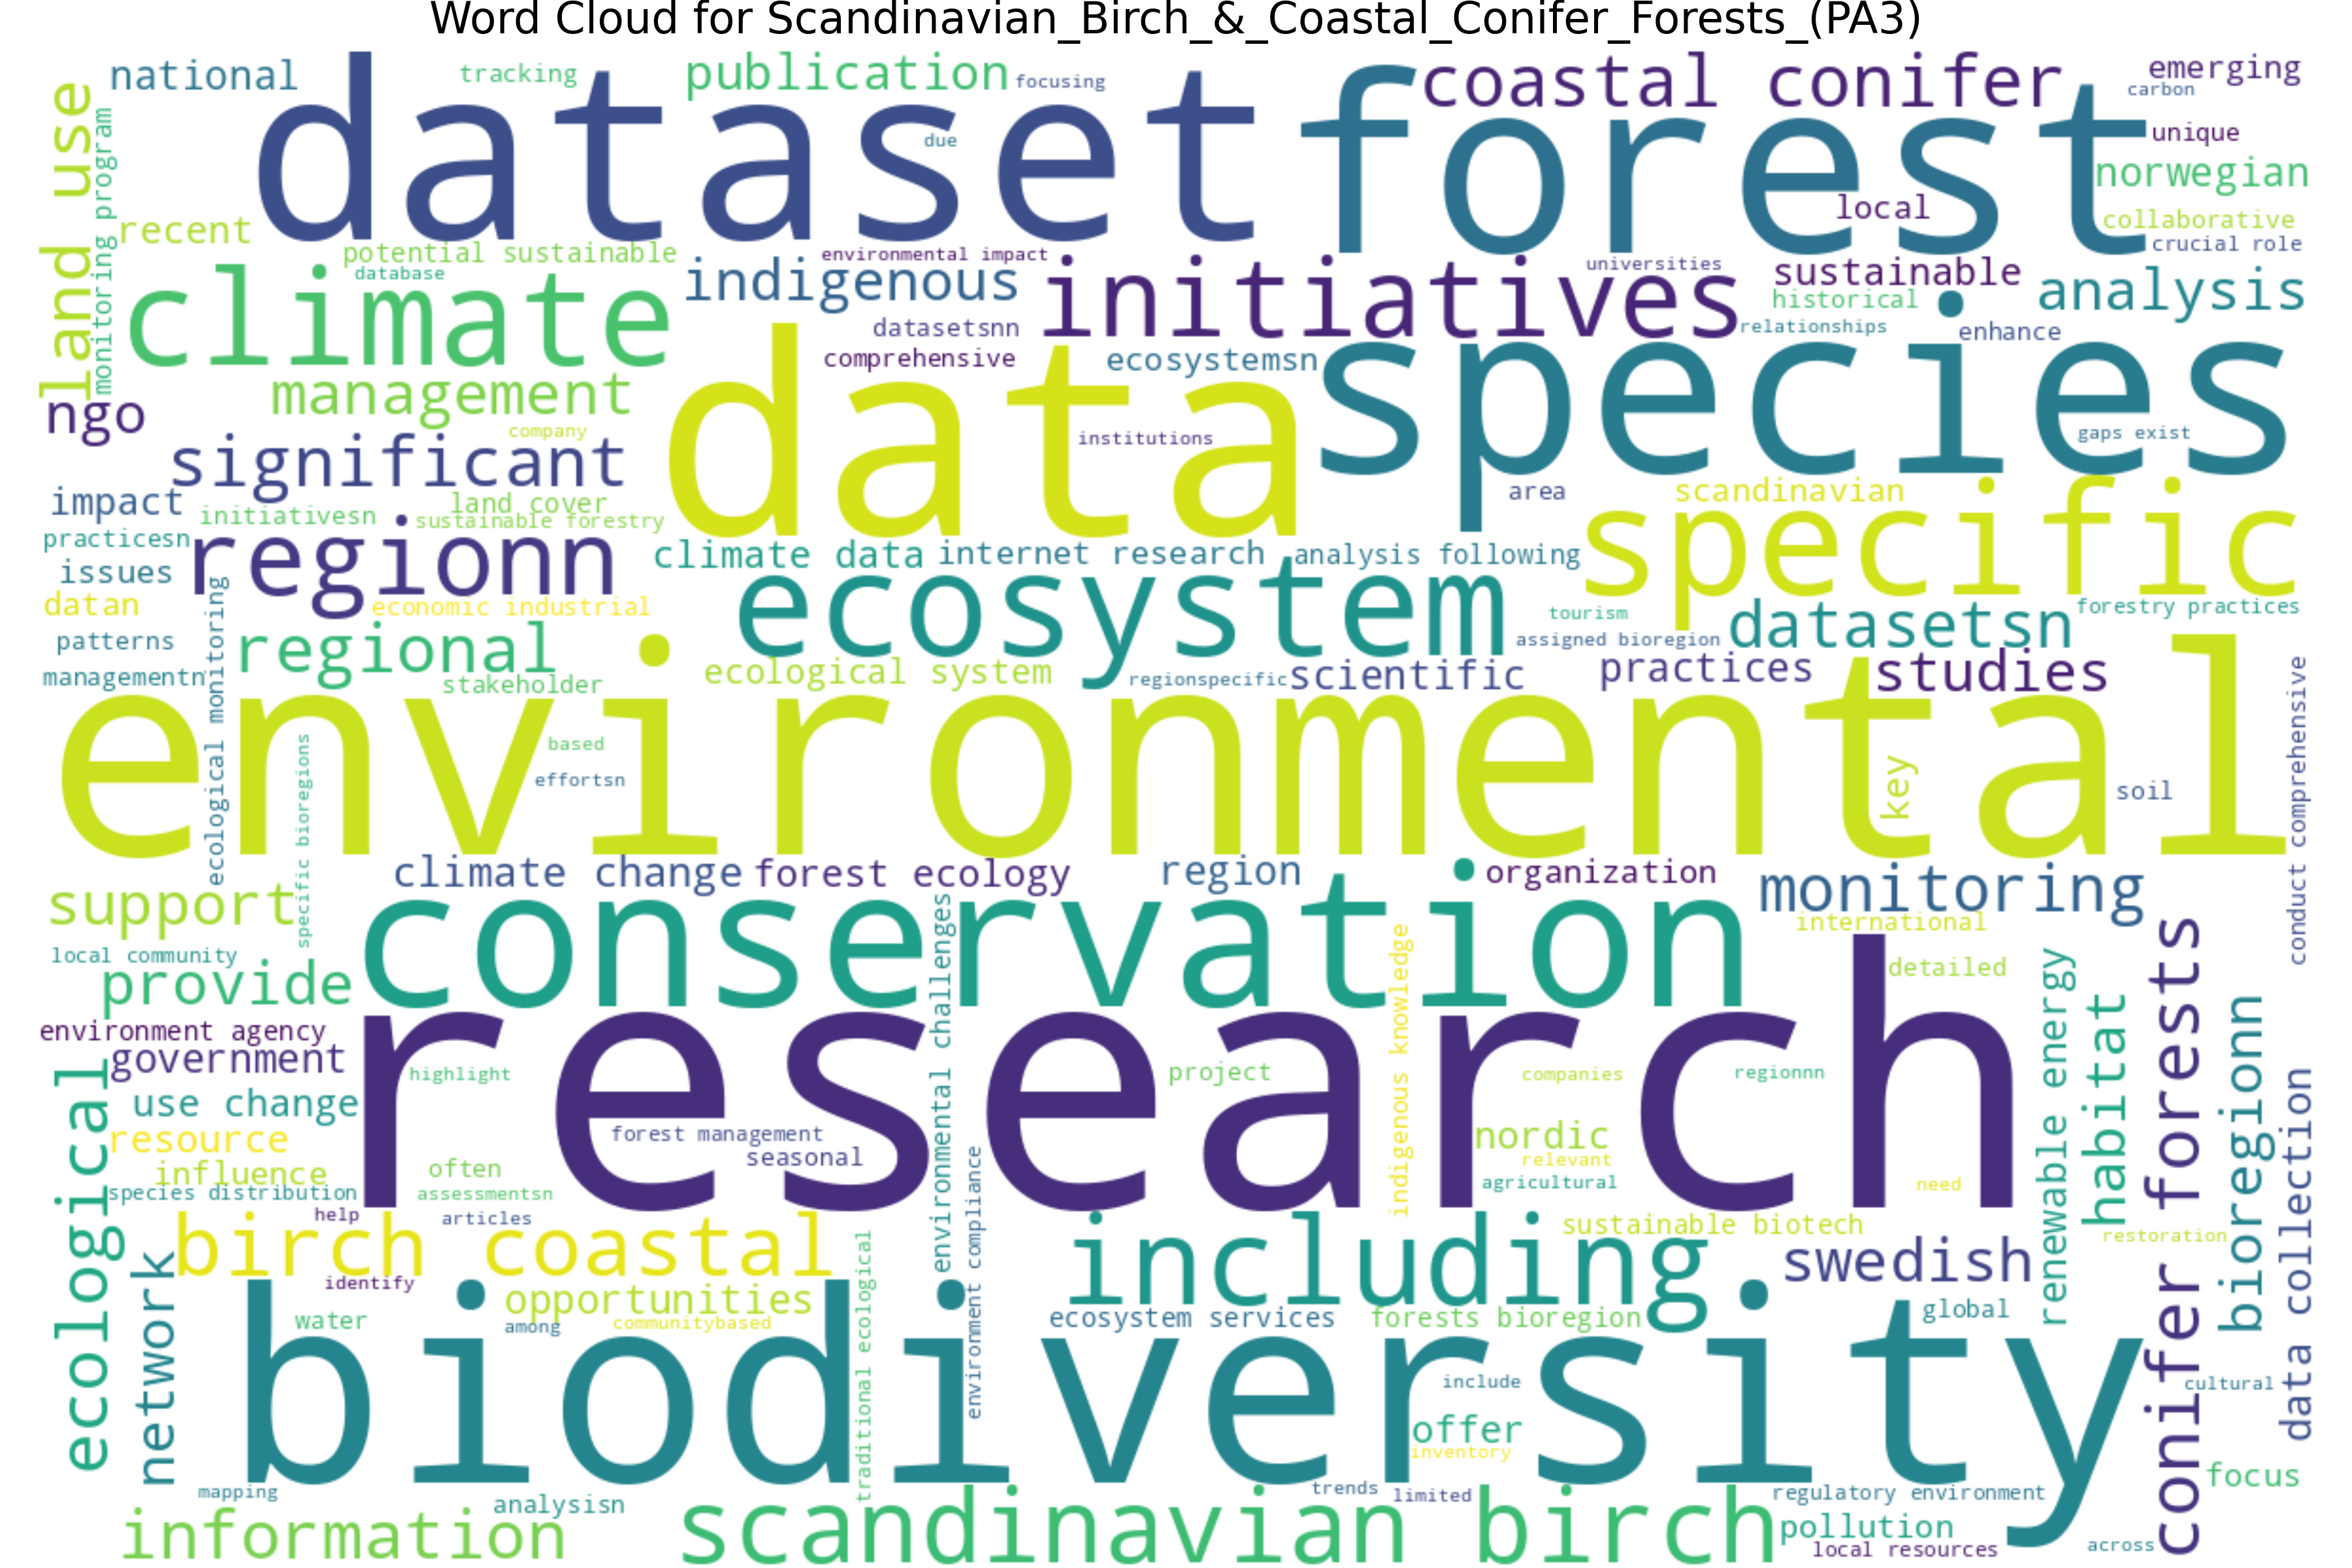 Word Cloud for Scandinavian_Birch_&_Coastal_Conifer_Forests_(PA3)
national
tracking
publication
focusing
coastal conifer
emerging
carbon
land use
monitoring program
dataset
due
forest
unique
norwegian
local
collaborative
crucial role
recent
potential sustainable
database
environmental impact
indigenous
universities
sustainable
climate
initiatives
historical
analysis
datasetsnn
relationships
enhance
comprehensive
ecosystemsn
management
data
species
ngo
company
institutions
gaps exist
significant
impact
initiativesn
land cover
sustainable forestry
area
scandinavian
specific
practicesn
regionn
climate data
internet research
analysis following
issues
datan
economic industrial
ecosystem
tourism
datasetsn
forestry practices
patterns
regional
assigned bioregion
managementn
ecological monitoring
stakeholder
ecological system
regionspecific
scientific
practices
studies
environmental
based
effortsn
key
soil
specific bioregions
conduct comprehensive
climate change
forest ecology
region
organization
monitoring
support
international
local community
conservation
provide
detailed
environmental challenges
indigenous knowledge
renewable energy
habitat
conifer forests
bioregionn
data collection
environment agency
government
research
highlight
project
companies
regionnn
ecological
use change
resource
forest management
seasonal
nordic
relevant
influence
often
species distribution
assessmentsn
agricultural
need
help
articles
birch coastal
including
sustainable biotech
restoration
network
identify
swedish
opportunities
water
among
communitybased
traditional ecological
environment compliance
ecosystem services
forests bioregion
global
biodiversity
include
cultural
offer
inventory
focus
mapping
analysisn
trends
limited
regulatory environment
information
scandinavian birch
pollution
local resources
across